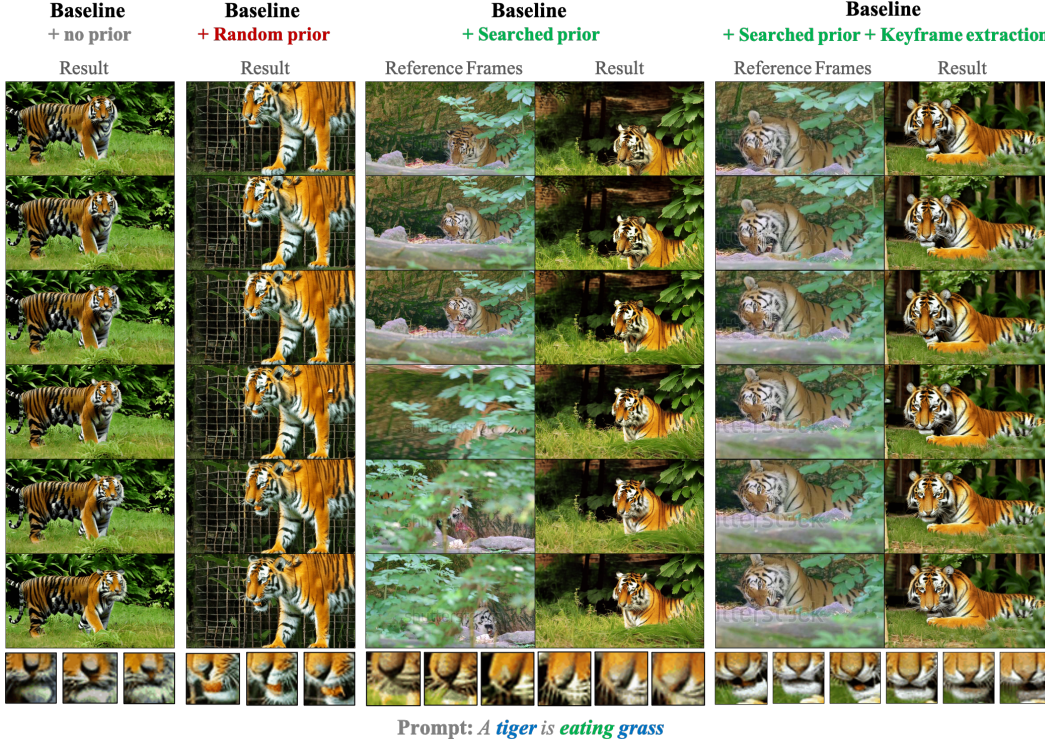 Baseline
+ no prior
Result
Baseline
+ Random prior
Result
Baseline
+ Searched prior
Reference Frames
Result
Baseline
+ Searched prior + Keyframe extraction
Reference Frames
Result
Prompt: A tiger is eating grass